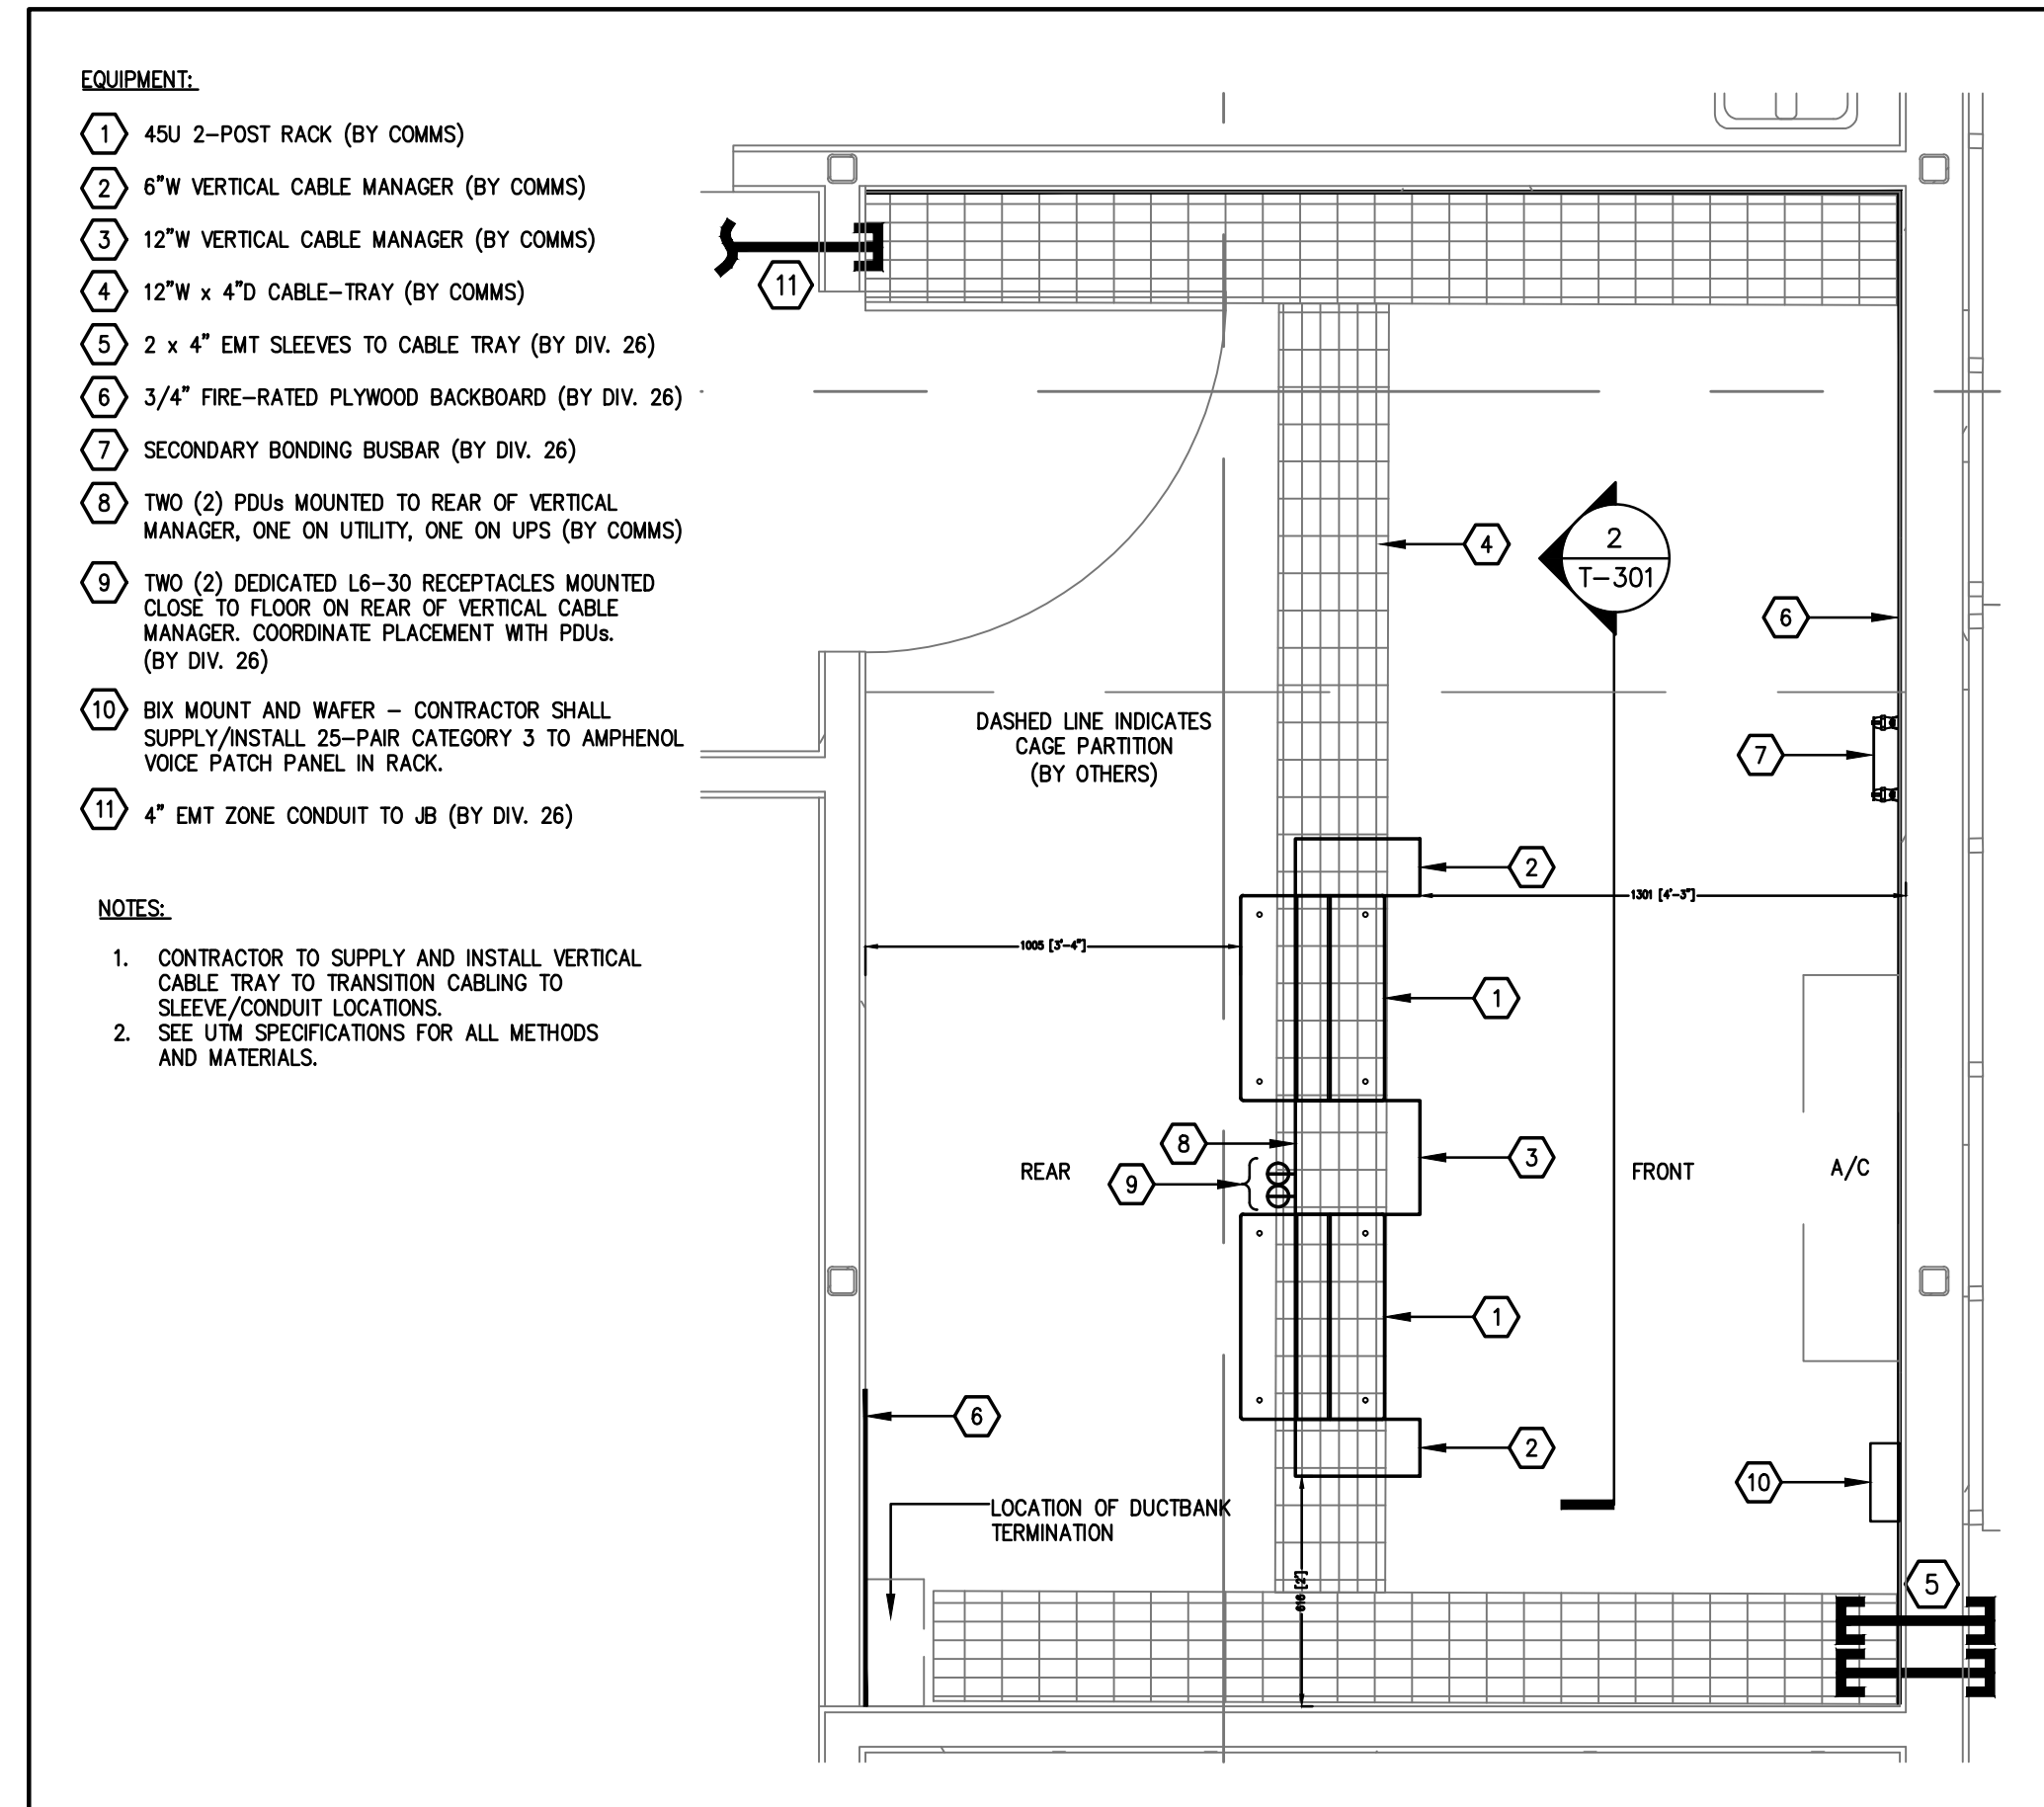 EQUIPMENT:
1 45U 2-POST RACK (BY COMMS)
2 6"W VERTICAL CABLE MANAGER (BY COMMS)
3 12"W VERTICAL CABLE MANAGER (BY COMMS)
4 12"W x 4"D CABLE-TRAY (BY COMMS)
5 2 x 4" EMT SLEEVES TO CABLE TRAY (BY DIV. 26)
6 3/4" FIRE-RATED PLYWOOD BACKBOARD (BY DIV. 26)
7 SECONDARY BONDING BUSBAR (BY DIV. 26)
8 TWO (2) PDUs MOUNTED TO REAR OF VERTICAL
MANAGER, ONE ON UTILITY, ONE ON UPS (BY COMMS)
9 TWO (2) DEDICATED L6-30 RECEPTACLES MOUNTED
CLOSE TO FLOOR ON REAR OF VERTICAL CABLE
MANAGER. COORDINATE PLACEMENT WITH PDUs.
(BY DIV. 26)
10 BIX MOUNT AND WAFER - CONTRACTOR SHALL
SUPPLY/INSTALL 25-PAIR CATEGORY 3 TO AMPHENOL
VOICE PATCH PANEL IN RACK.
11 4" EMT ZONE CONDUIT TO JB (BY DIV. 26)
NOTES:
1. CONTRACTOR TO SUPPLY AND INSTALL VERTICAL
CABLE TRAY TO TRANSITION CABLING TO
SLEEVE/CONDUIT LOCATIONS.
2. SEE UTM SPECIFICATIONS FOR ALL METHODS
AND MATERIALS.
11
4
2
T-301
6
DASHED LINE INDICATES
CAGE PARTITION
(BY OTHERS)
7
2
1301 [4'-3"]
1005 [3'-4"]
1
8
3
REAR
9
FRONT
A/C
1
6
2
10
LOCATION OF DUCTBANK
TERMINATION
616 [2']
5